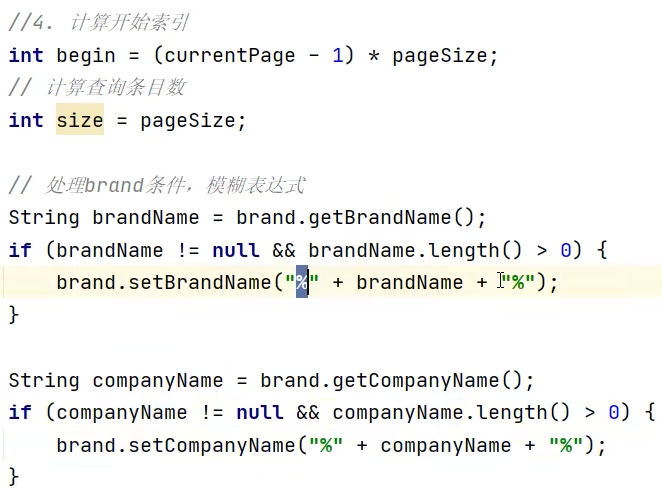 //4. 计算开始索引
int begin = (currentPage - 1) * pageSize;
// 计算查询条目数
int size = pageSize;
// 处理brand条件，模糊表达式
String brandName = brand.getBrandName();
if (brandName != null && brandName.length() > 0) {
brand.setBrandName("%" + brandName + "%");
}
String companyName = brand.getCompanyName();
if (companyName != null && companyName.length() > 0) {
brand.setCompanyName("%" + companyName + "%");
}